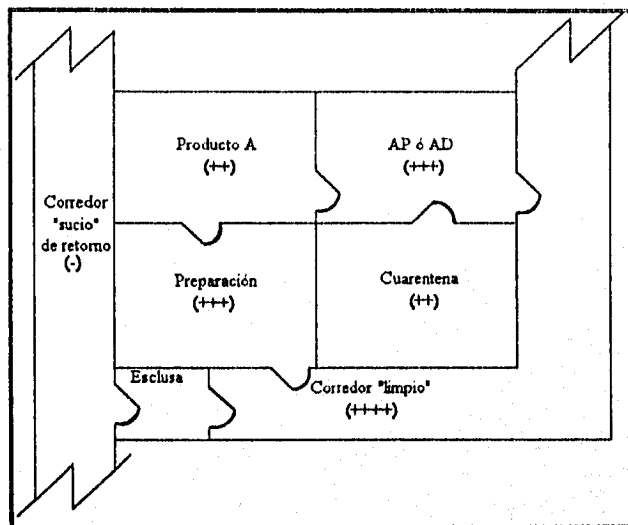 Producto A
(++)
AP ó AD
(+++)
Corredor
"sucio"
de retorno
(-)
Preparación
(+++)
Cuarentena
(++)
Esclusa
Corredor "limpio"
(++++)